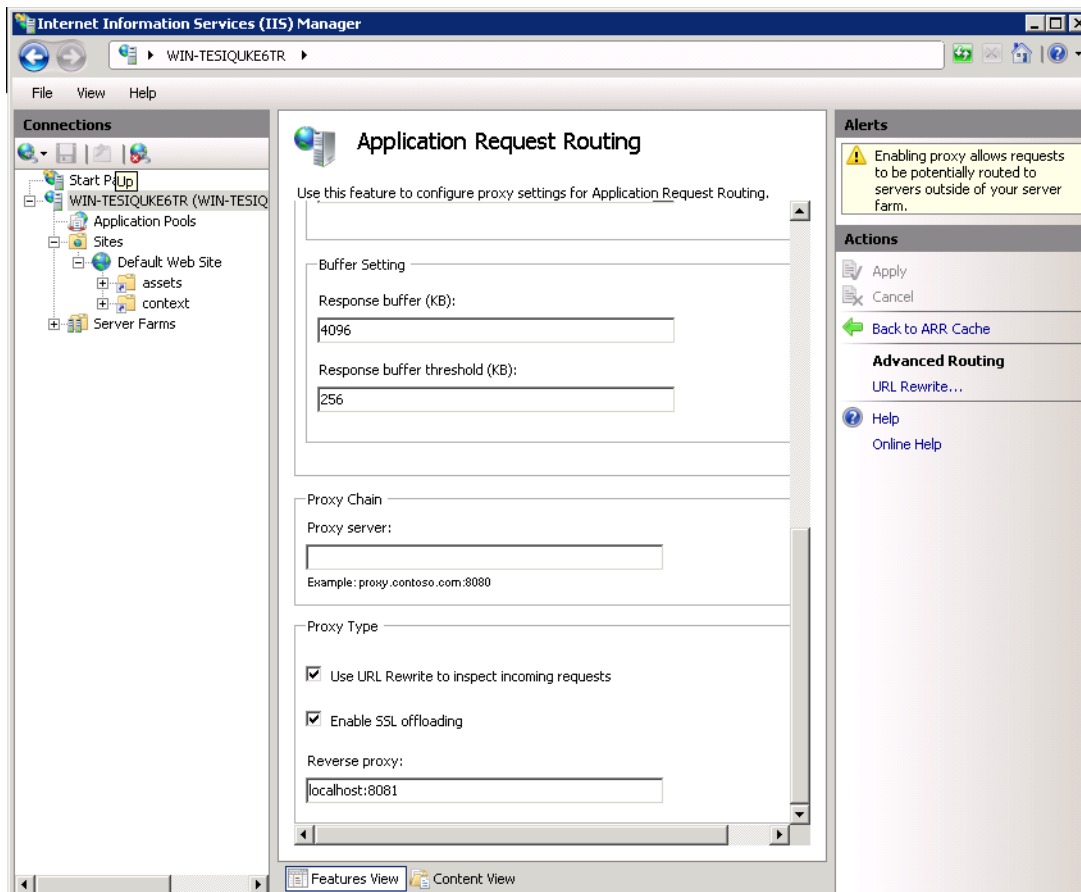 Internet Information Services (IIS) Manager
WIN-TESIQUKE6TR
File View Help
Connections
Start Pa
Up
WIN-TESIQUKE6TR (WIN-TESIQ
Application Pools
Sites
Default Web Site
assets
context
Server Farms
Application Request Routing
Use this feature to configure proxy settings for Application Request Routing.
Buffer Setting
Response buffer (KB):
4096
Response buffer threshold (KB):
256
Proxy Chain
Proxy server:
Example: proxy.contoso.com:8080
Proxy Type
Use URL Rewrite to inspect incoming requests
Enable SSL offloading
Reverse proxy:
localhost:8081
Features View Content View
Alerts
Enabling proxy allows requests
to be potentially routed to
servers outside of your server
farm.
Actions
Apply
Cancel
Back to ARR Cache
Advanced Routing
URL Rewrite...
Help
Online Help